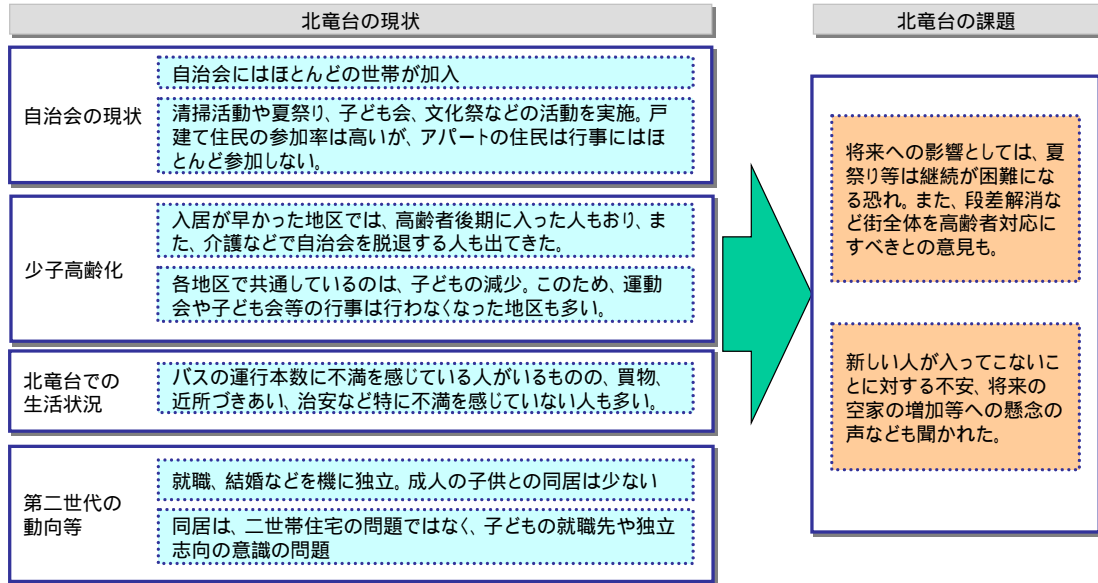 北竜台の現状
自治会の現状
自治会にはほとんどの世帯が加入
清掃活動や夏祭り、子ども会、文化祭などの活動を実施。戸
建て住民の参加率は高いが、アパートの住民は行事にはほ
とんど参加しない。
少子高齢化
入居が早かった地区では、高齢者後期に入った人もおり、ま
た、介護などで自治会を脱退する人も出てきた。
各地区で共通しているのは、子どもの減少。このため、運動
会や子ども会等の行事は行わなくなった地区も多い。
北竜台での
生活状況
バスの運行本数に不満を感じている人がいるものの、買物、
近所づきあい、治安など特に不満を感じていない人も多い。
第二世代の
動向等
就職、結婚などを機に独立。成人の子供との同居は少ない
同居は、二世帯住宅の問題ではなく、子どもの就職先や独立
志向の意識の問題
北竜台の課題
将来への影響としては、夏
祭り等は継続が困難にな
る恐れ。また、段差解消な
ど街全体を高齢者対応に
すべきとの意見も。
新しい人が入ってこないこ
とに対する不安、将来の
空家の増加等への懸念の
声なども聞かれた。